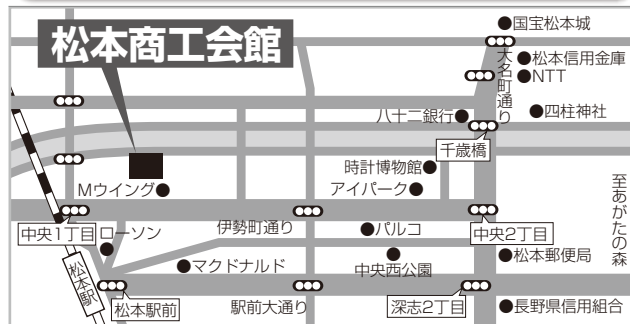 国宝松本城
松本商工会館
大名町通り
松本信用金庫
NTT
八十二銀行
四柱神社
千歳橋
時計博物館
Mウイング
アイパーク
至あがたの森
中央1丁目
ローソン
伊勢町通り
パルコ
中央2丁目
松本郵便局
マクドナルド
中央西公園
松本駅
松本駅前
駅前大通り
深志2丁目
長野県信用組合